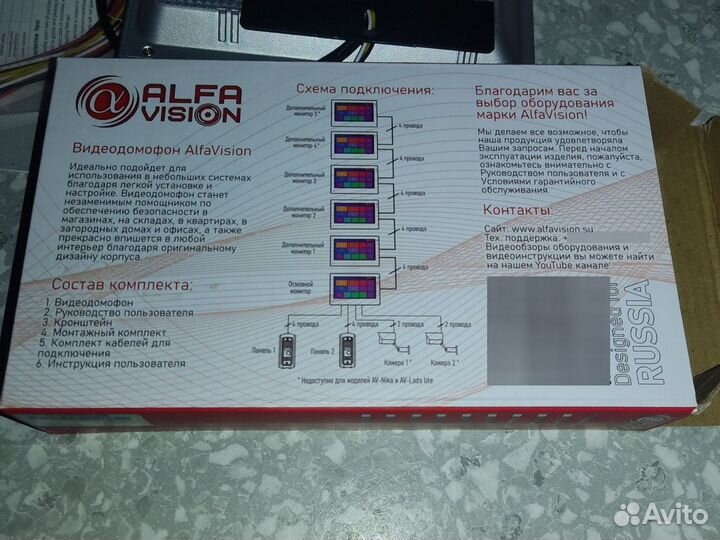 @ALFA
VISION
Видеодомофон AlfaVision
Идеально подойдет для
использования в небольших системах
благодаря легкой установке и
настройке. Видеодомофон станет
незаменимым помощником по
обеспечению безопасности в
магазинах, на складах, в квартирах, в
загородных домах и офисах, а также
прекрасно впишется в любой
интерьер благодаря оригинальному
дизайну корпуса.
Состав комплекта:
1. Видеодомофон
2. Руководство пользователя
3. Кронштейн
4. Монтажный комплект
5. Комплект кабелей для
подключения
6. Инструкция пользователя
Схема подключения:
Дополнительный
монитор 5*
4 провода
Дополнительный
монитор 4*
4 провода
Дополнительный
монитор 3
4 провода
Дополнительный
монитор 2
4 провода
Дополнительный
монитор 1
4 провода
Основной
монитор
4 провода
4 провода
2 провода
2 провода
Панель 1
Панель 2
Камера 1 *
Камера 2 *
* Недоступно для моделей AV-Nika и AV-Lada lite
Благодарим вас за
выбор оборудования
марки AlfaVision!
Мы делаем все возможное, чтобы
наша продукция удовлетворяла
Вашим запросам. Перед началом
эксплуатации изделия, пожалуйста,
ознакомьтесь внимательно с
Руководством пользователя и с
Условиями гарантийного
обслуживания.
Контакты:
Сайт: www.alfavision.su
Тех. поддержка: +
Видеообзоры оборудования и
видеоинструкции вы можете найти
на нашем YouTube канале:
Designed for
RUSSIA
Avito